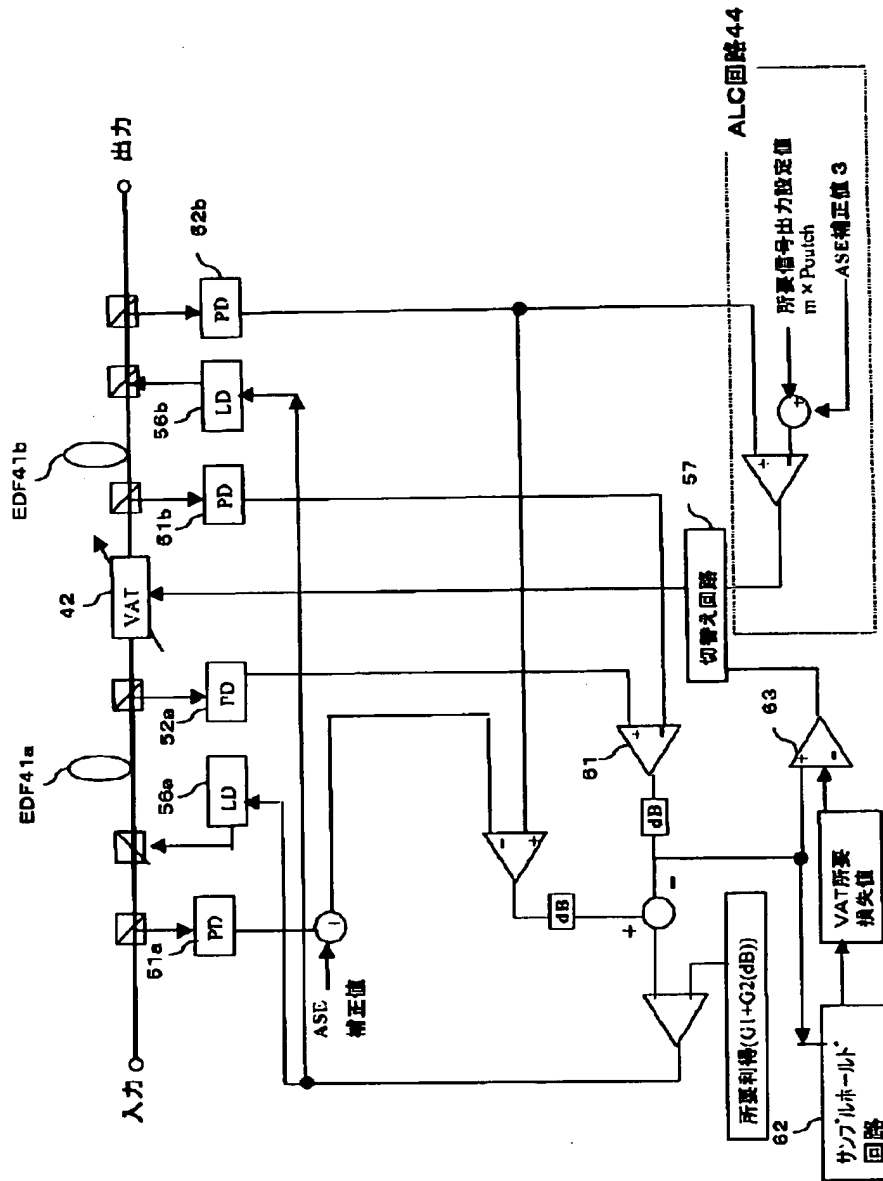 入力
出力
EDF41a
EDF41b
42
VAT
51a
PD
56a
LD
52a
PD
51b
PD
56b
LD
52b
PD
ASE
補正値
-
+
dB
+
-
dB
+
-
61
所要利得(G1+G2(dB))
62
サンプルホールド
回路
VAT所要
損失値
63
+
-
57
切替え回路
ALC回路44
所要信号出力設定値
m×Poutch
ASE補正値3
+
+
-